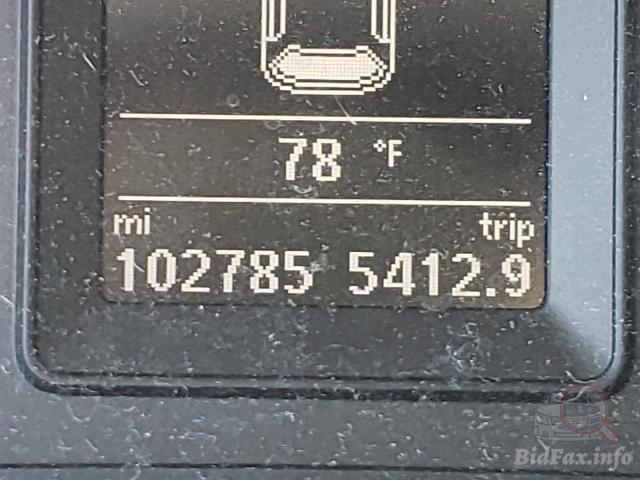 78 °F
mi trip
102785 5412.9
BidFax.info